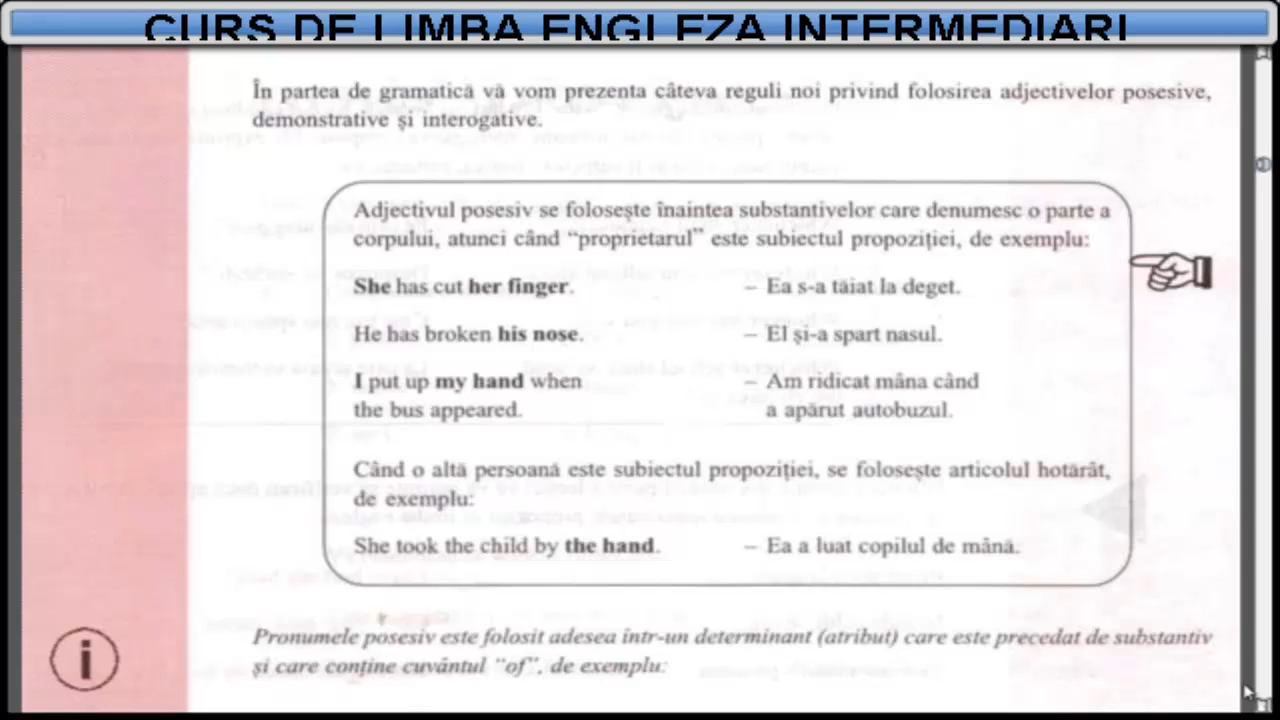 CURS DE LIMBA ENGLEZA INTERMEDIARI
În partea de gramatică vă vom prezenta câteva reguli noi privind folosirea adjectivelor posesive,
demonstrative și interogative.
Adjectivul posesiv se folosește înaintea substantivelor care denumesc o parte a
corpului, atunci când “proprietarul” este subiectul propoziției, de exemplu:
She has cut her finger. – Ea s-a tăiat la deget.
He has broken his nose. – El și-a spart nasul.
I put up my hand when – Am ridicat mâna când
the bus appeared. a apărut autobuzul.
Când o altă persoană este subiectul propoziției, se folosește articolul hotărât,
de exemplu:
She took the child by the hand. – Ea a luat copilul de mână.
Pronumele posesiv este folosit adesea într-un determinant (atribut) care este precedat de substantiv
și care conține cuvântul “of”, de exemplu:
i